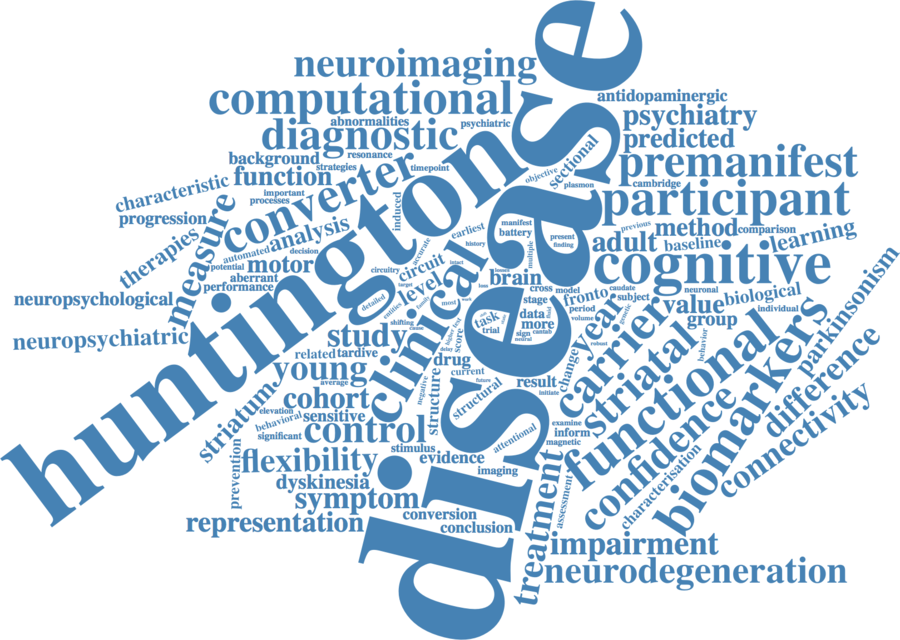 disease
huntingtons
neuroimaging
computational
abnormalities
psychiatric
diagnostic
resonance
background
strategies
timepoint
function
converter
characteristic
important
processes
progression
measure
automated
analysis
decision
induced
accurate
earliest
history
therapies
potential
motor
aberrant
performance
circuitry
circuit
level
target
intact
detailed
entities
neuropsychological
neuropsychiatric
study
shifting
cause
clinical
related
tardive
young
average
cohort
elevation
behavioral
sensitive
significant
control
striatum
prevention
flexibility
stimulus
evidence
dyskinesia
symptom
imaging
representation
conversion
conclusion
antidopaminergic
psychiatry
predicted
sectional
objective
plasmon
premanifest
cambridge
participant
manifest
battery
previous
method
comparison
present
finding
multiple
adult
baseline
learning
brain
cognitive
cross
model
caudate
neuronal
stage
fronto
subject
value
biological
parkinsonism
data
period
group
individual
task
more
volume
year
genetic
trial
sign
cantab
neural
robust
carrier
striatal
behavior
change
score
drug
current
future
structure
structural
negative
result
initiate
functional
biomarkers
difference
confidence
connectivity
attentional
examine
inform
magnetic
characterisation
treatment
assessment
impairment
neurodegeneration